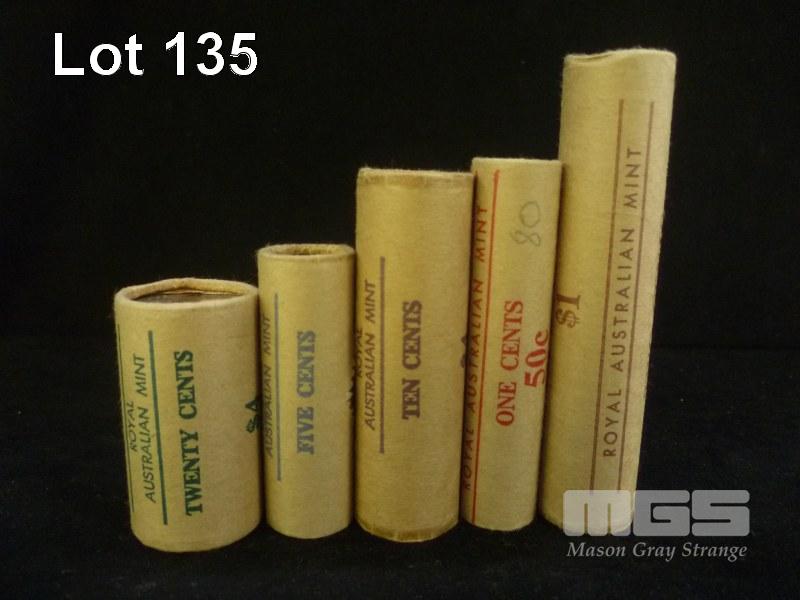 Lot 135
ROYAL
AUSTRALIAN MINT
TWENTY CENTS
$4
AUSTRALIAN MINT
FIVE CENTS
ROYAL
AUSTRALIAN MINT
TEN CENTS
ROYAL AUSTRALIAN MINT
ONE CENTS
50c
80
$1
ROYAL AUSTRALIAN MINT
MGS
Mason Gray Strange